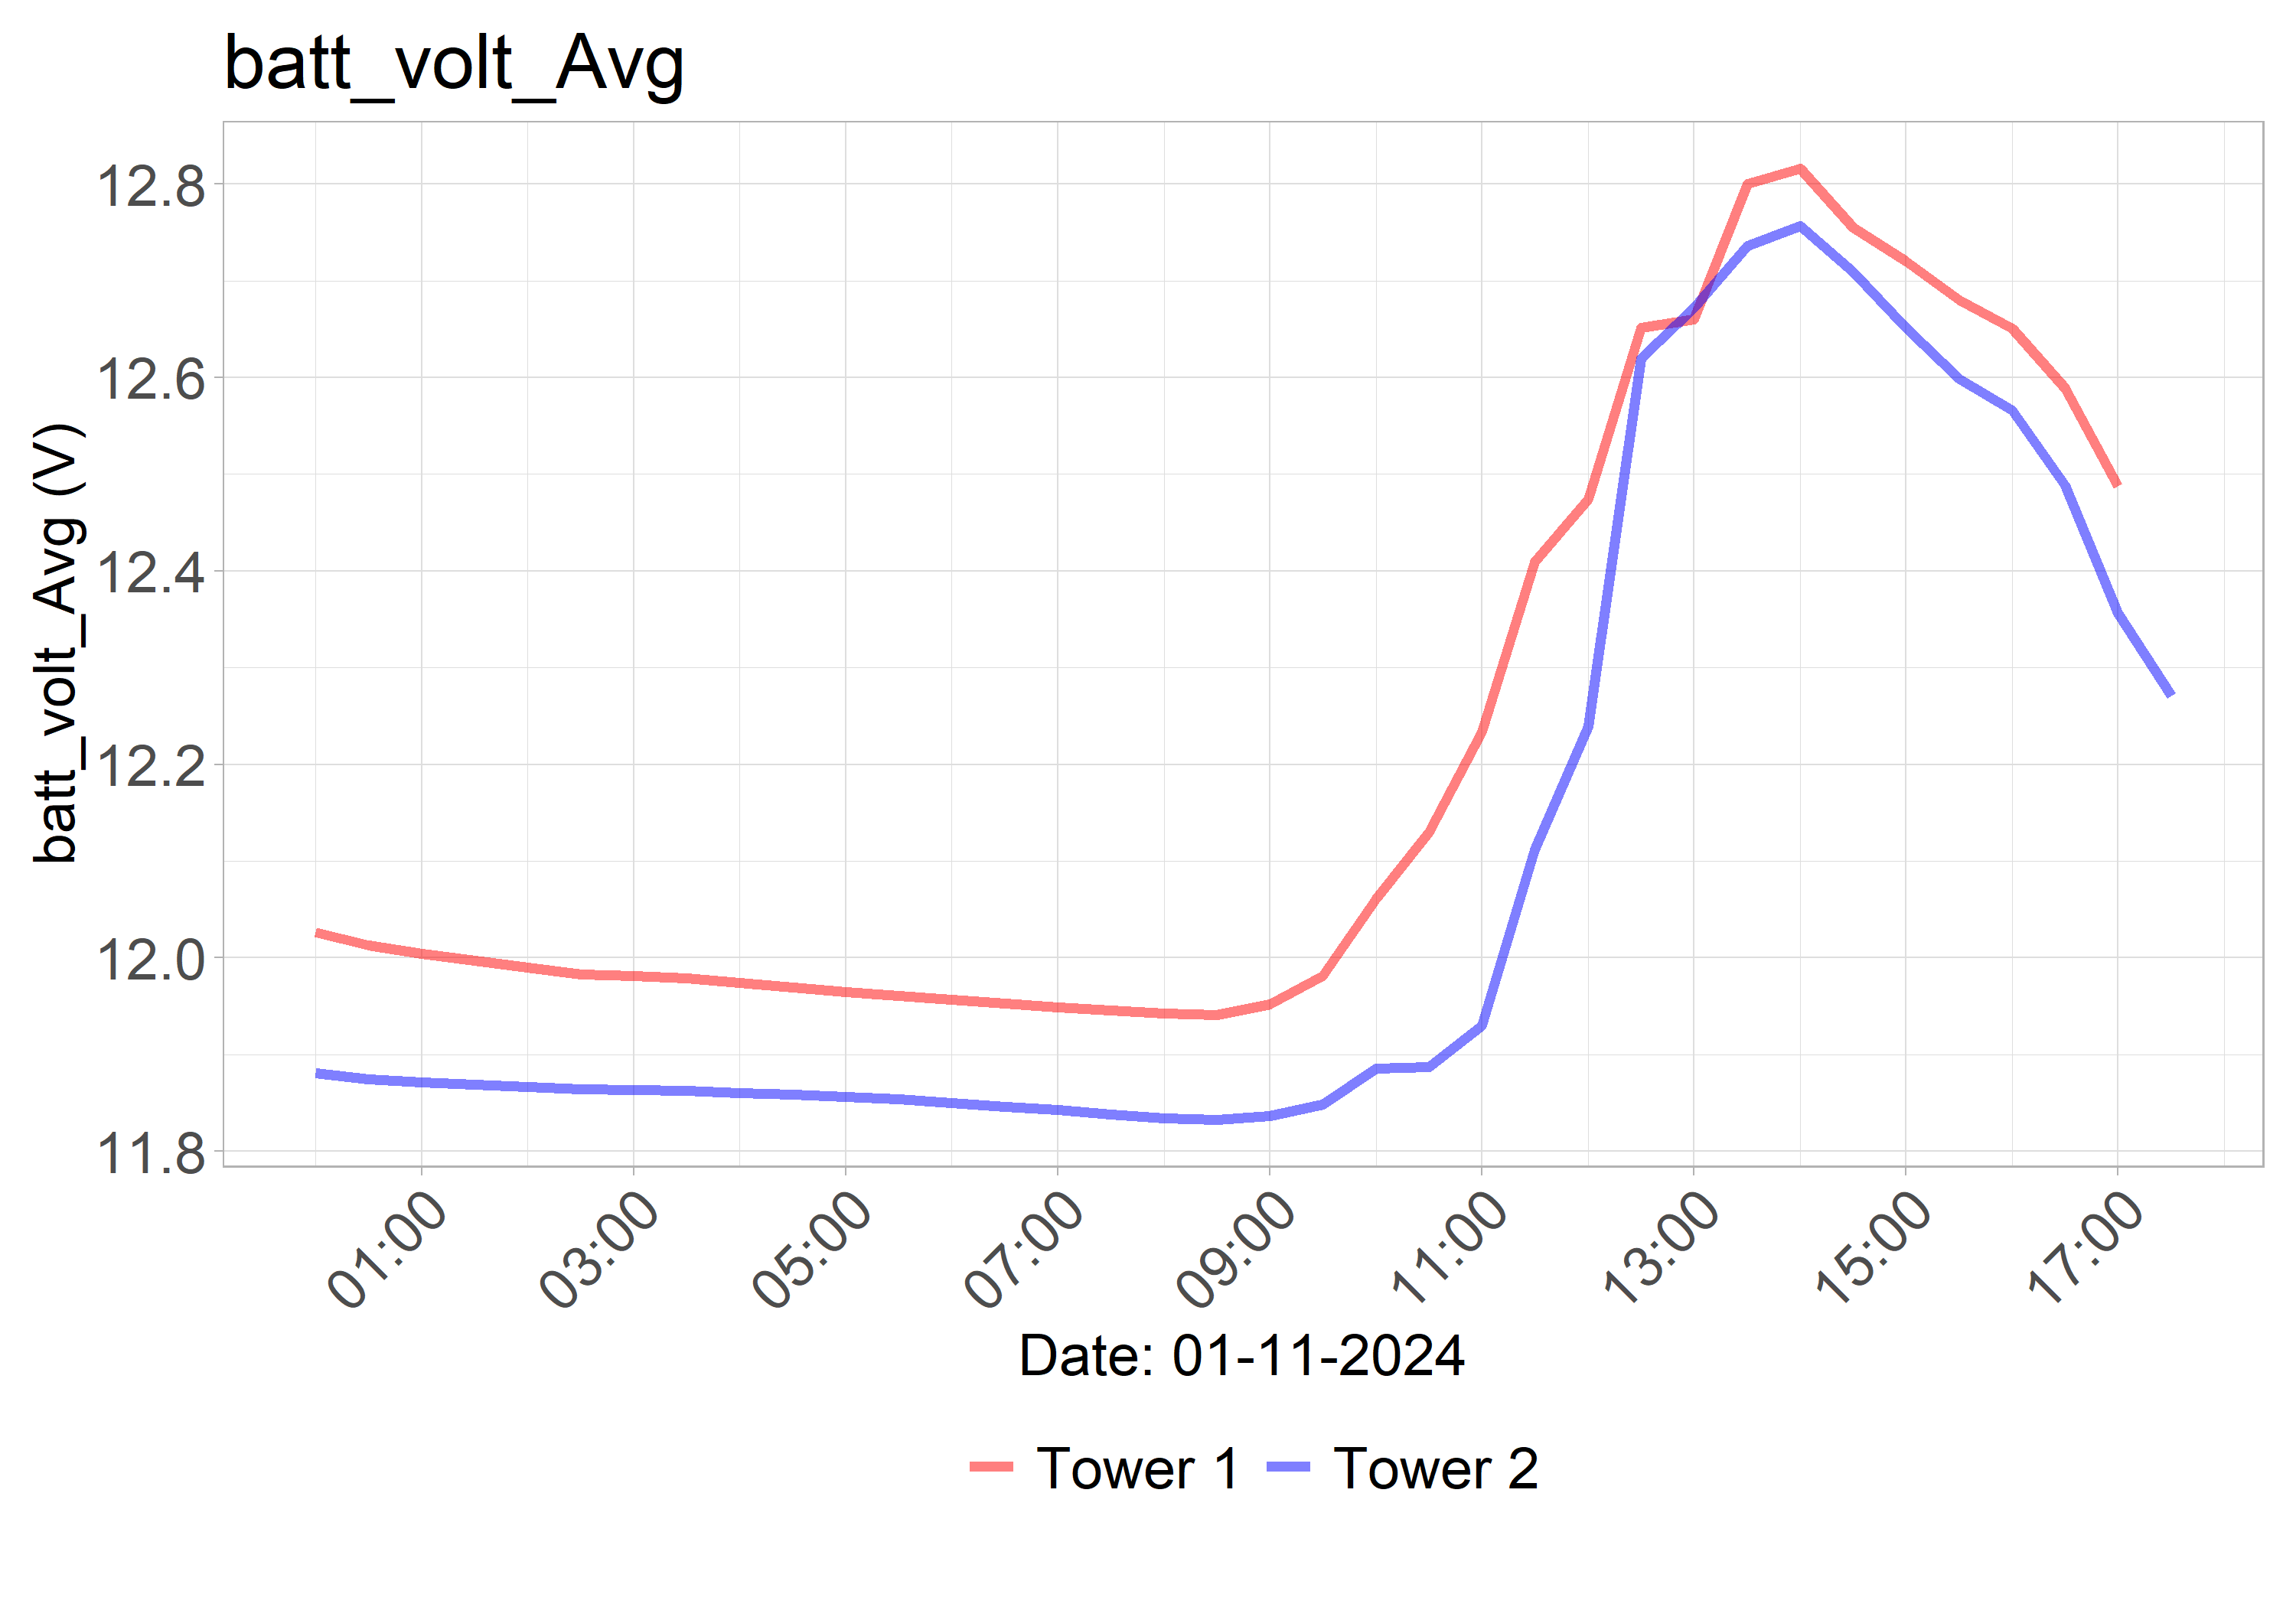 batt_volt_Avg
batt_volt_Avg (V)
12.8
12.6
12.4
12.2
12.0
11.8
01:00 03:00 05:00 07:00 09:00 11:00 13:00 15:00 17:00
Date: 01-11-2024
Tower 1 Tower 2